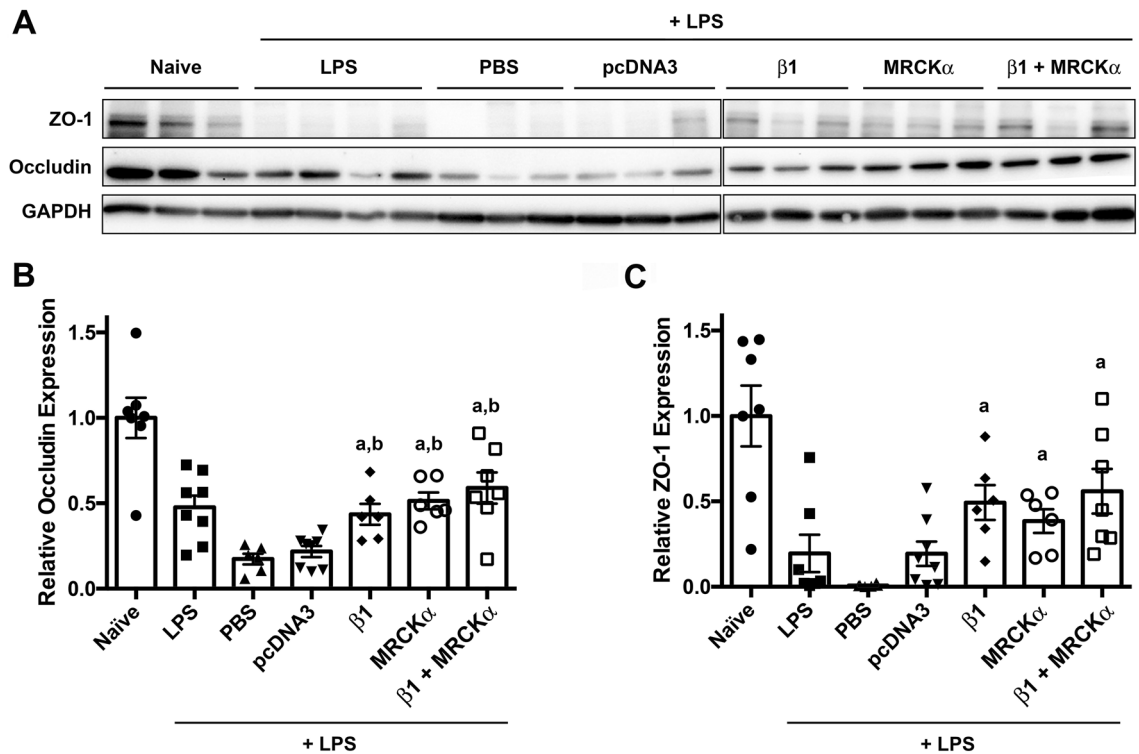 A
+ LPS
Naive LPS PBS pcDNA3 β1 MRCKα β1 + MRCKα
ZO-1
Occludin
GAPDH
B
Relative Occludin Expression
1.5
1.0
0.5
0.0
a,b a,b a,b
Naïve LPS PBS pcDNA3 β1 MRCKα β1 + MRCKα
+ LPS
C
Relative ZO-1 Expression
1.5
1.0
0.5
0.0
a a a
Naïve LPS PBS pcDNA3 β1 MRCKα β1 + MRCKα
+ LPS